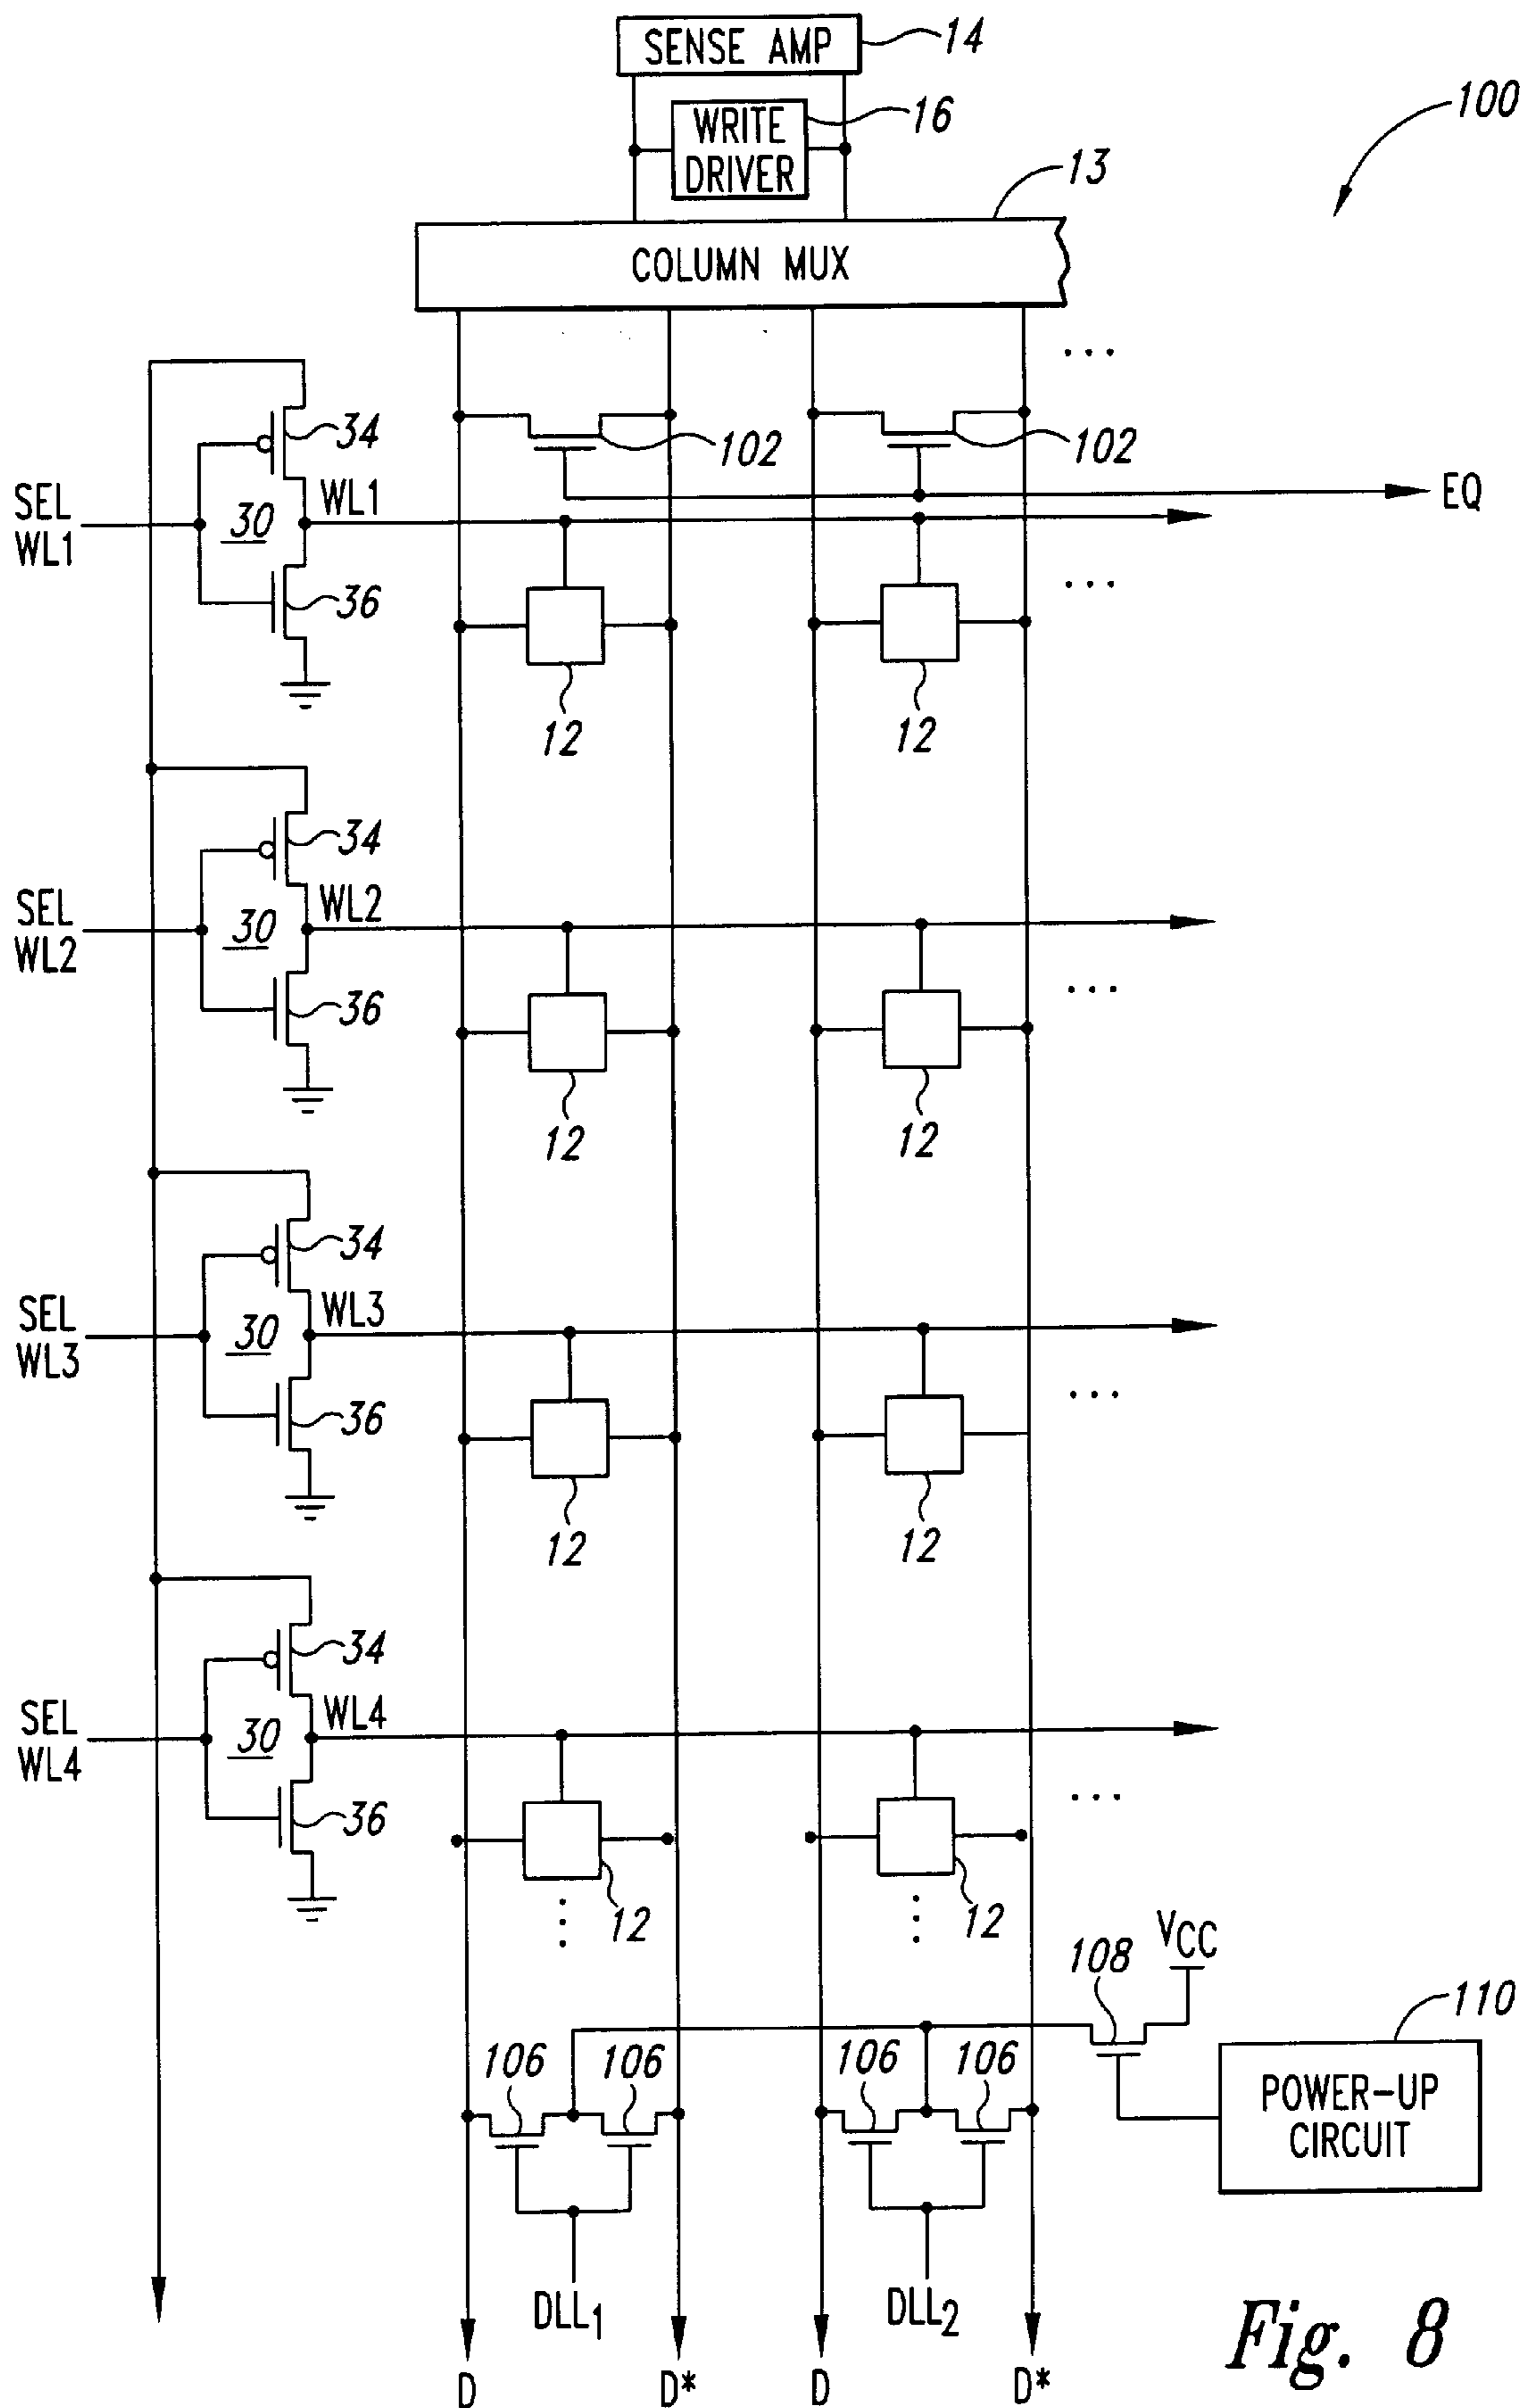 SENSE AMP
14
WRITE
DRIVER
16
100
13
COLUMN MUX
...
34
102
102
SEL
WL1
30
WL1
EQ
36
...
12
12
34
SEL
WL2
30
WL2
36
...
12
12
34
SEL
WL3
30
WL3
36
...
12
12
34
SEL
WL4
30
WL4
36
...
12
12
108
VCC
110
106
106
106
106
POWER-UP
CIRCUIT
DLL1
DLL2
D
D*
D
D*
Fig. 8